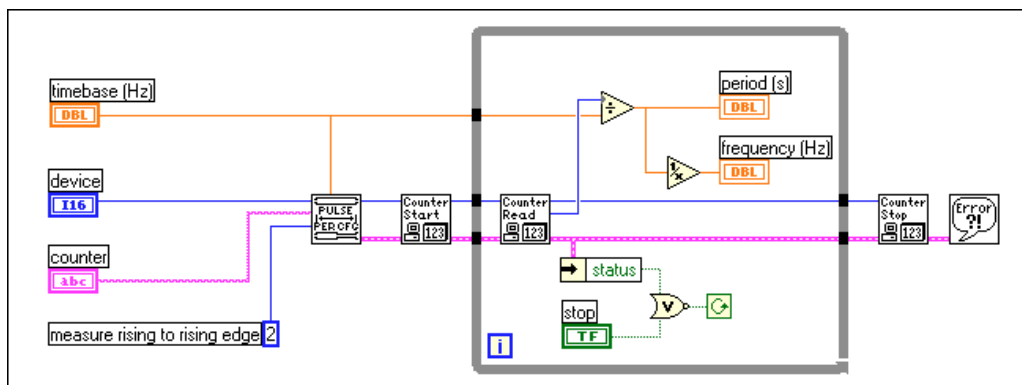 timebase (Hz)
DBL
device
I16
counter
abc
measure rising to rising edge 2
PULSE
PER CFG
Counter
Start
123
Counter
Read
123
÷
1/x
period (s)
DBL
frequency (Hz)
DBL
status
stop
TF
V
i
Counter
Stop
123
Error
?!